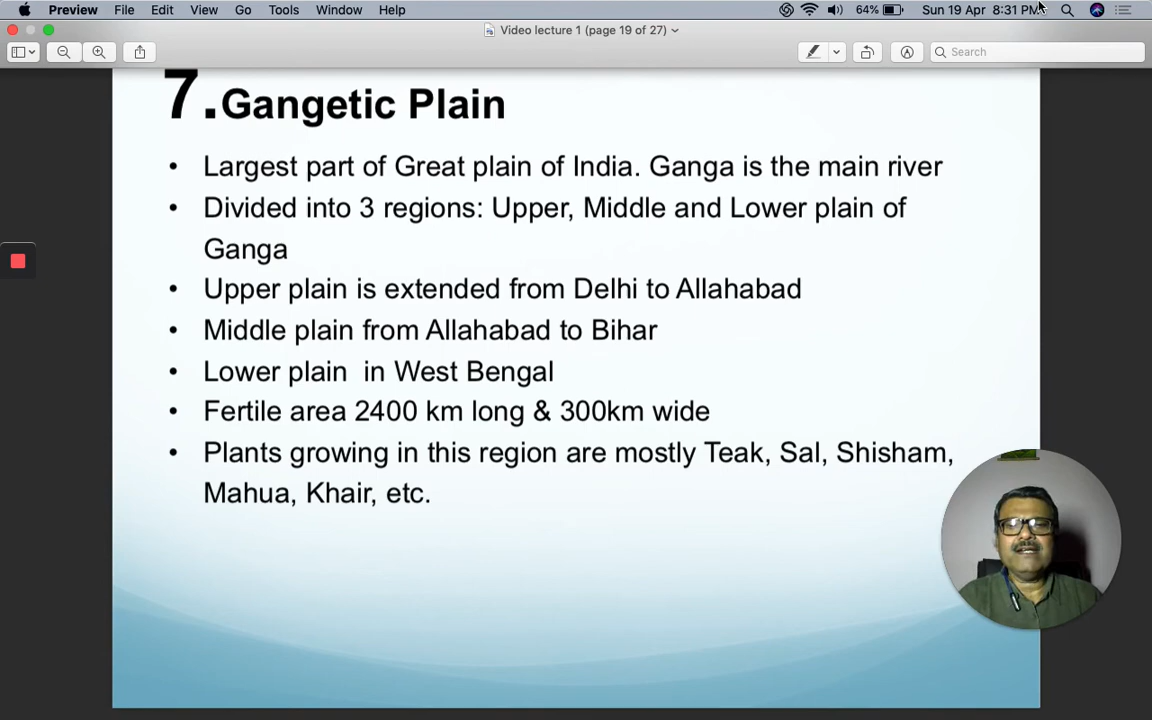 Preview File Edit View Go Tools Window Help 64% Sun 19 Apr 8:31 PM
Video lecture 1 (page 19 of 27)
Search
7.Gangetic Plain
• Largest part of Great plain of India. Ganga is the main river
• Divided into 3 regions: Upper, Middle and Lower plain of
Ganga
• Upper plain is extended from Delhi to Allahabad
• Middle plain from Allahabad to Bihar
• Lower plain in West Bengal
• Fertile area 2400 km long & 300km wide
• Plants growing in this region are mostly Teak, Sal, Shisham,
Mahua, Khair, etc.